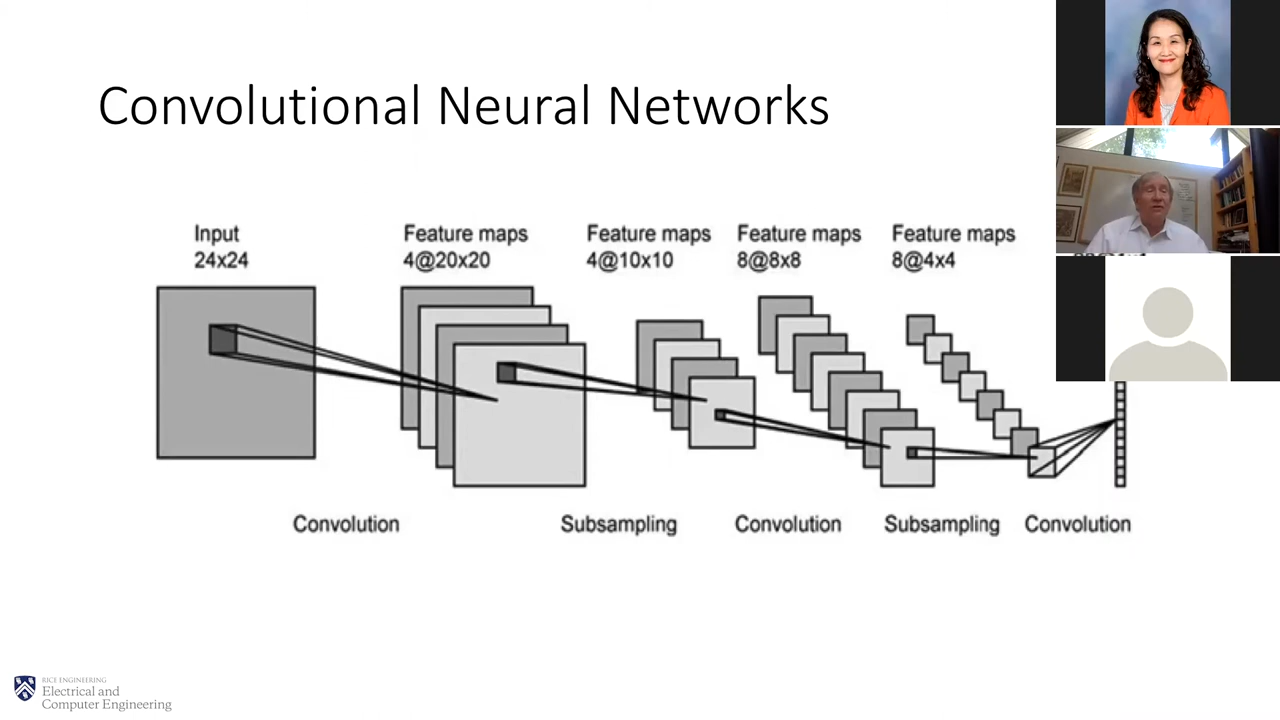 Convolutional Neural Networks
Input
24x24
Feature maps
4@20x20
Feature maps
4@10x10
Feature maps
8@8x8
Feature maps
8@4x4
Convolution
Subsampling
Convolution
Subsampling
Convolution
RICE ENGINEERING
Electrical and
Computer Engineering